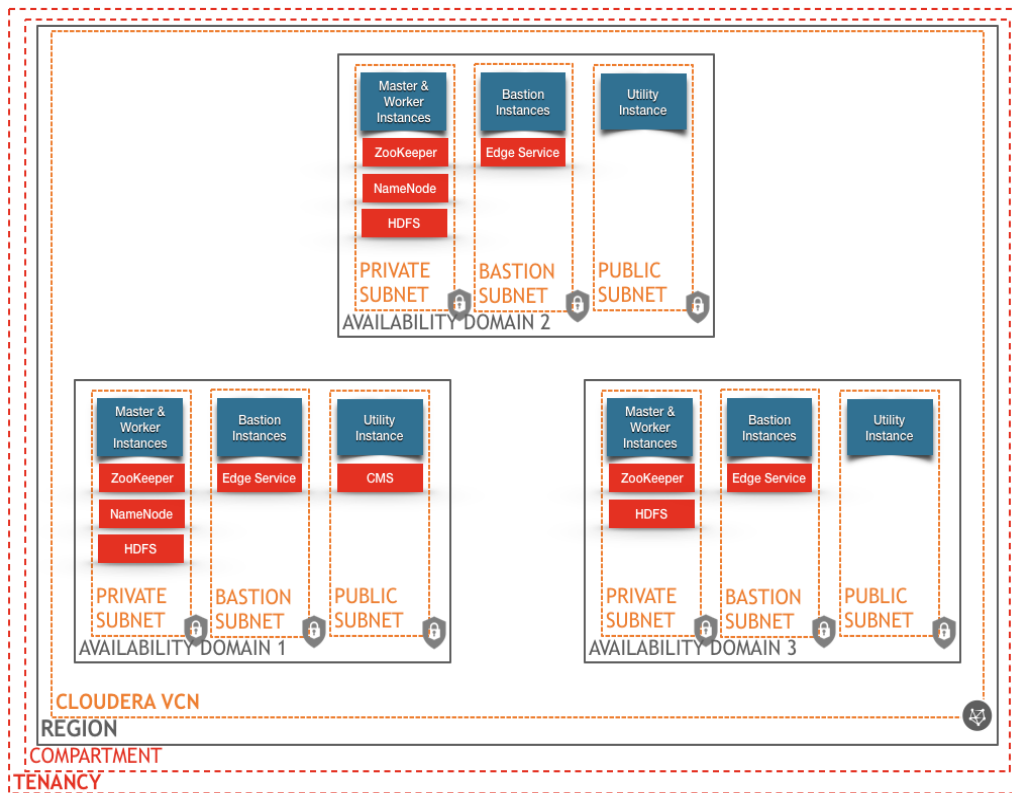 Master &
Worker
Instances
ZooKeeper
NameNode
HDFS
PRIVATE
SUBNET
Bastion
Instances
Edge Service
BASTION
SUBNET
Utility
Instance
PUBLIC
SUBNET
AVAILABILITY DOMAIN 2
Master &
Worker
Instances
ZooKeeper
NameNode
HDFS
PRIVATE
SUBNET
Bastion
Instances
Edge Service
BASTION
SUBNET
Utility
Instance
CMS
PUBLIC
SUBNET
AVAILABILITY DOMAIN 1
Master &
Worker
Instances
ZooKeeper
HDFS
PRIVATE
SUBNET
Bastion
Instances
Edge Service
BASTION
SUBNET
Utility
Instance
PUBLIC
SUBNET
AVAILABILITY DOMAIN 3
CLOUDERA VCN
REGION
COMPARTMENT
TENANCY